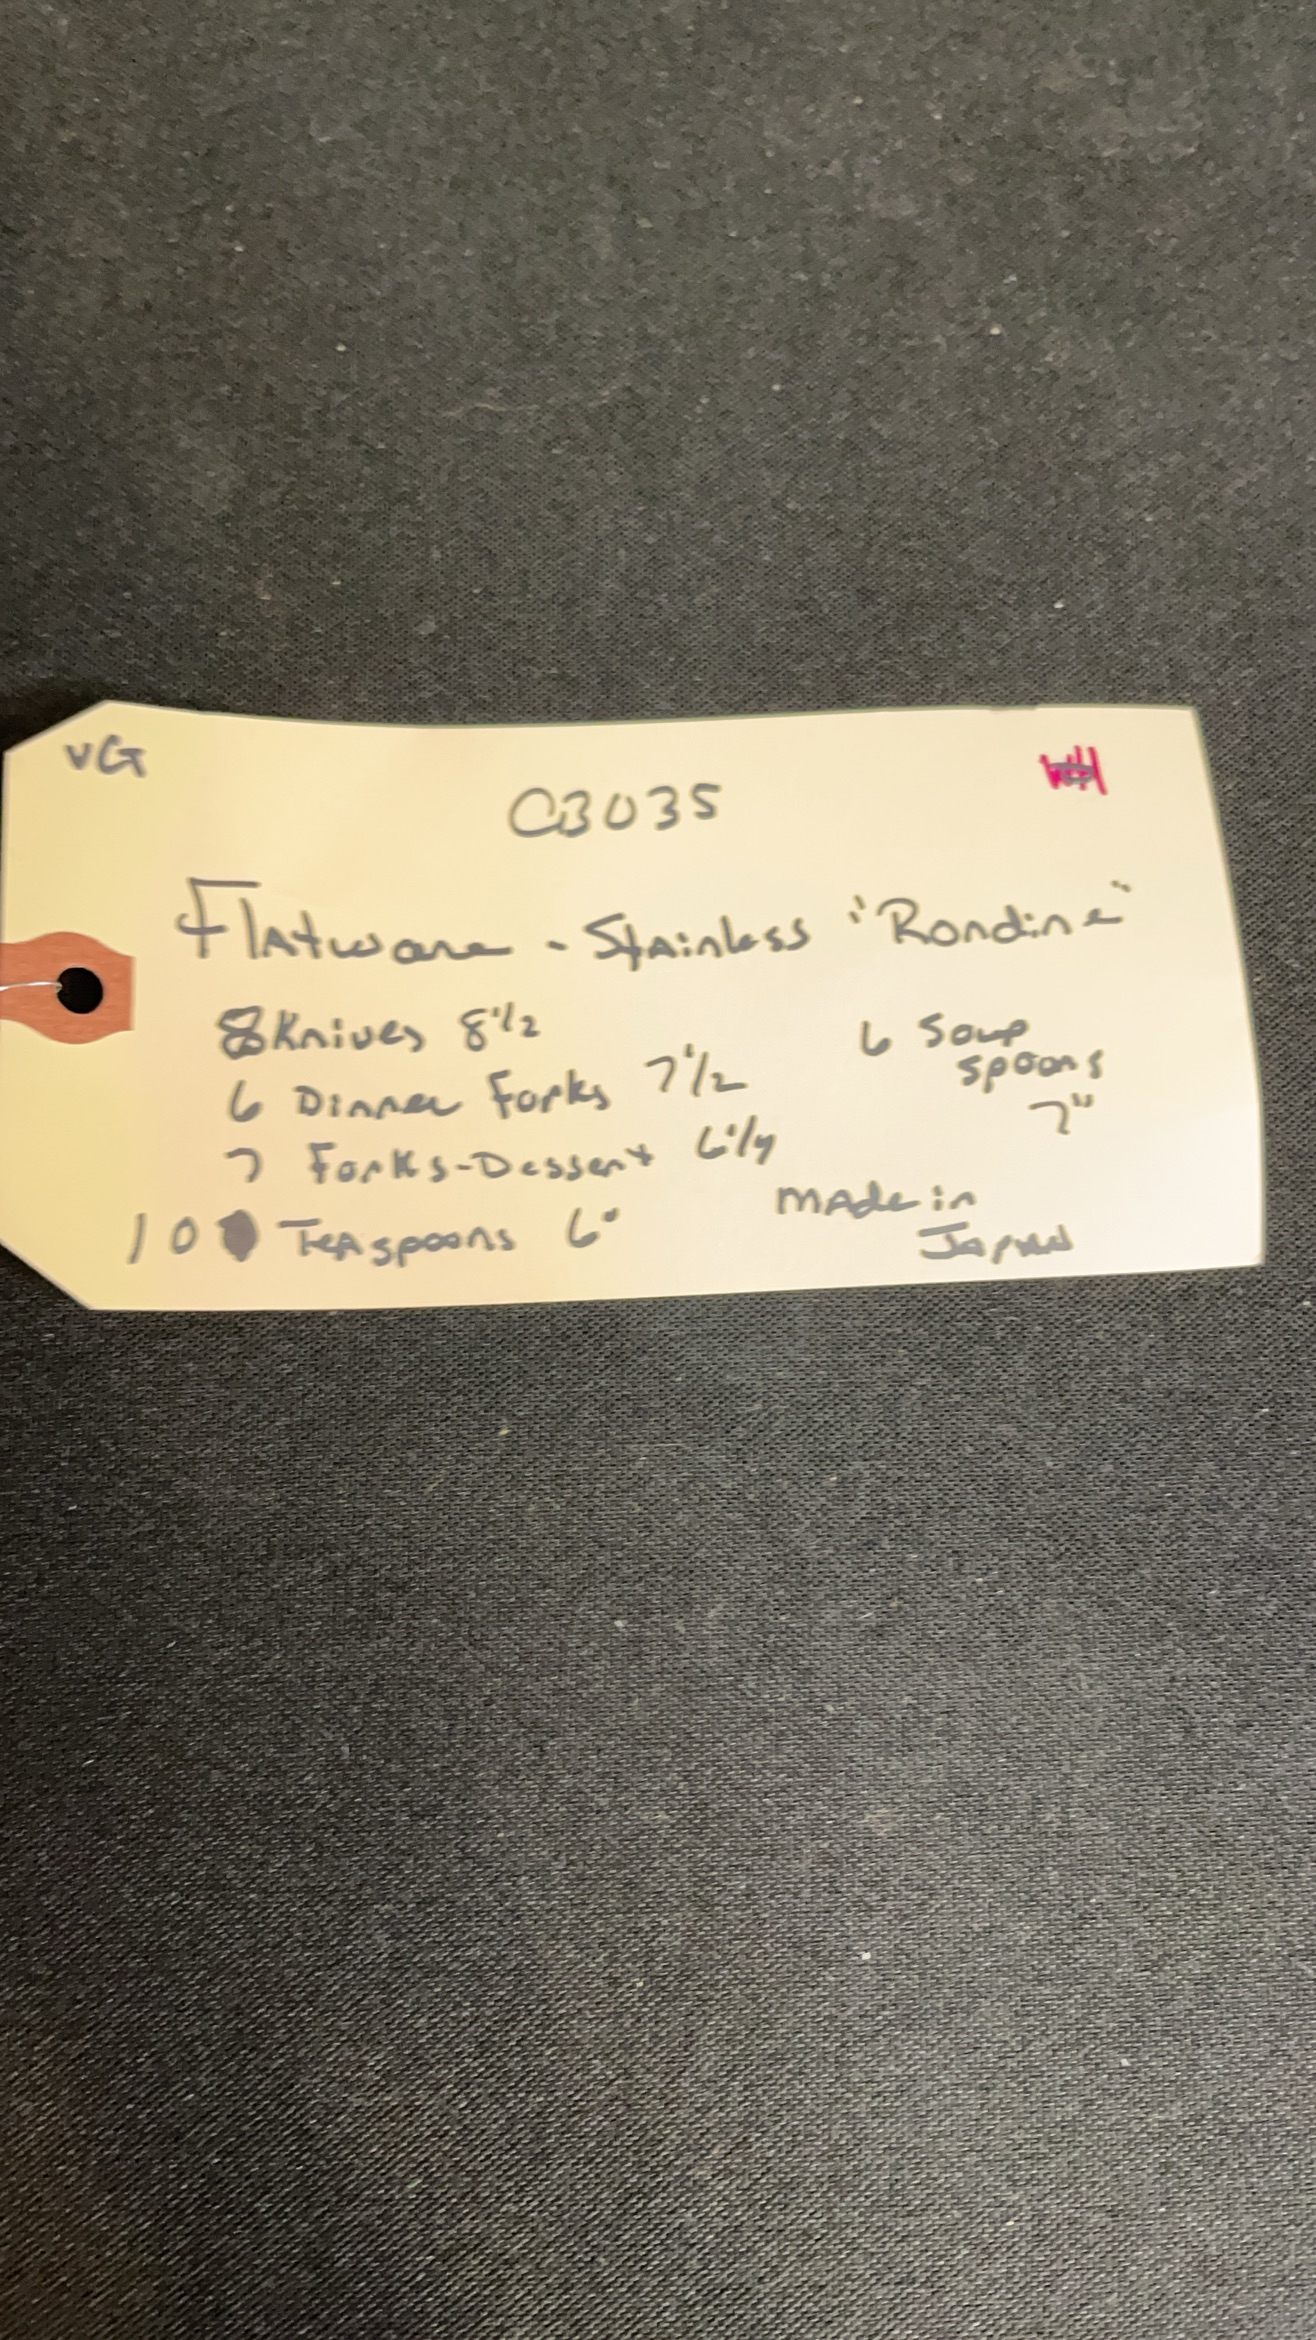 VG
C3035
Flatware - Stainless "Rondine"
8 Knives 8 1/2
6 Dinner Forks 7 1/2
7 Forks-Dessert 6 1/4
10 Teaspoons 6"
6 Soup
spoons
7"
made in
Japan